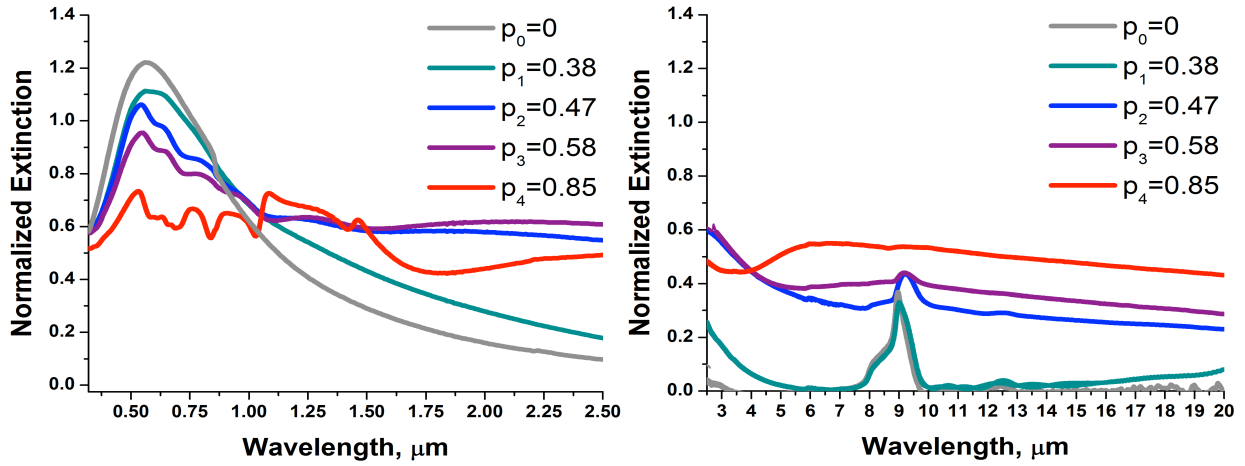 1.4
1.2
1.0
0.8
0.6
0.4
0.2
0.0
Normalized Extinction
p0=0
p1=0.38
p2=0.47
p3=0.58
p4=0.85
0.50 0.75 1.00 1.25 1.50 1.75 2.00 2.25 2.50
Wavelength, μm
1.4
1.2
1.0
0.8
0.6
0.4
0.2
0.0
Normalized Extinction
p0=0
p1=0.38
p2=0.47
p3=0.58
p4=0.85
3 4 5 6 7 8 9 10 11 12 13 14 15 16 17 18 19 20
Wavelength, μm